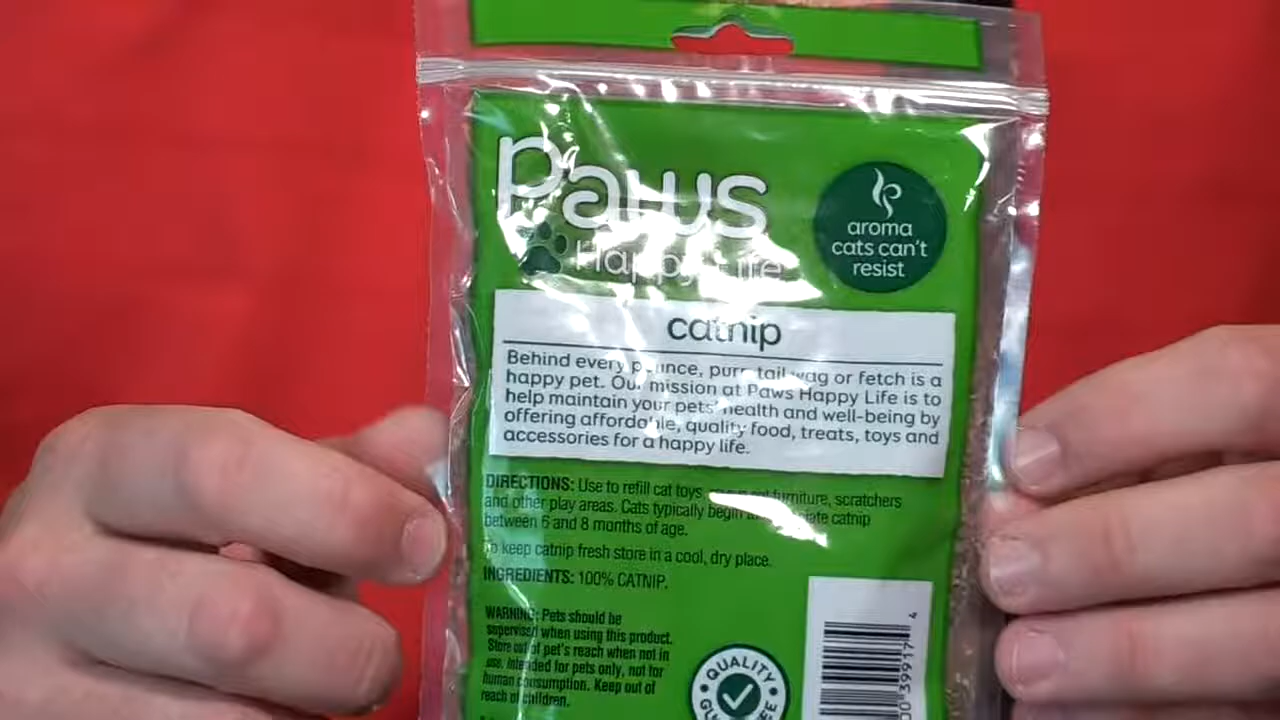 Paws
Happy Life
aroma
cats can't
resist
catnip
Behind every pounce, purr, tail wag or fetch is a
happy pet. Our mission at Paws Happy Life is to
help maintain your pets' health and well-being by
offering affordable, quality food, treats, toys and
accessories for a happy life.
DIRECTIONS: Use to refill cat toys, furniture, scratchers
and other play areas. Cats typically begin catnip
between 6 and 8 months of age.
To keep catnip fresh store in a cool, dry place.
INGREDIENTS: 100% CATNIP.
WARNING: Pets should be
supervised when using this product.
Store out of pet's reach when not in
use. Intended for pets only, not for
human consumption. Keep out of
reach of children.
QUALITY
4